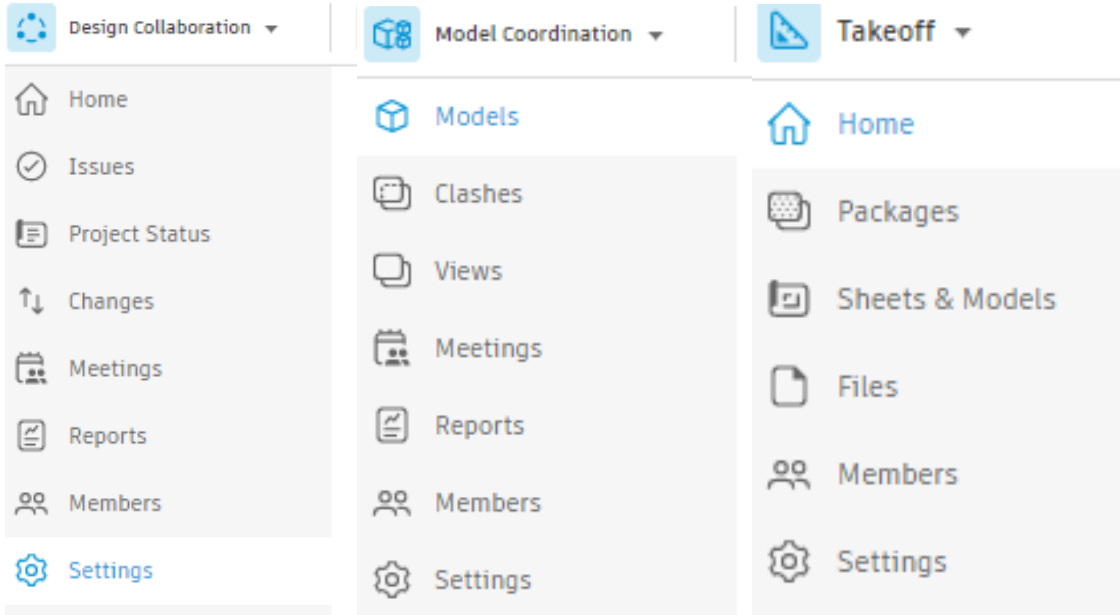 Design Collaboration
Home
Issues
Project Status
Changes
Meetings
Reports
Members
Settings
Model Coordination
Models
Clashes
Views
Meetings
Reports
Members
Settings
Takeoff
Home
Packages
Sheets & Models
Files
Members
Settings